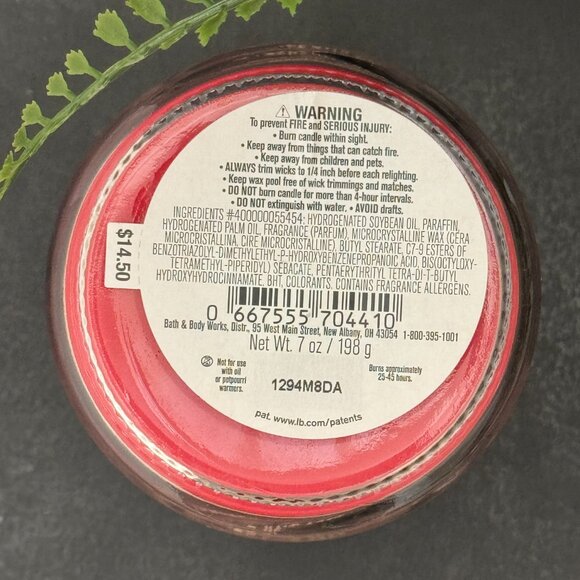 ⚠ WARNING
To prevent FIRE and SERIOUS INJURY:
• Burn candle within sight.
• Keep away from things that can catch fire.
• Keep away from children and pets.
• ALWAYS trim wicks to 1/4 inch before each relighting.
• Keep wax pool free of wick trimmings and matches.
• DO NOT burn candle for more than 4-hour intervals.
• DO NOT extinguish with water. • AVOID drafts.
INGREDIENTS #400000055454: HYDROGENATED SOYBEAN OIL, PARAFFIN,
HYDROGENATED PALM OIL, FRAGRANCE (PARFUM), MICROCRYSTALLINE WAX (CERA
MICROCRISTALLINA, CIRE MICROCRISTALLINE), BUTYL STEARATE, C7-9 ESTERS OF
BENZOTRIAZOLYL-DIMETHYLETHYL-P-HYDROXYBENZENEPROPANOIC ACID, BIS(OCTYLOXY-
TETRAMETHYL-PIPERIDYL) SEBACATE, PENTAERYTHRITYL TETRA-DI-T-BUTYL
HYDROXYHYDROCINNAMATE, BHT, COLORANTS. CONTAINS FRAGRANCE ALLERGENS.
0 667555 704410
Bath & Body Works, Distr., 95 West Main Street, New Albany, OH 43054 1-800-395-1001
Net Wt. 7 oz / 198 g
Not for use
with oil
or potpourri
warmers.
1294M8DA
Burns approximately
25-45 hours.
pat. www.lb.com/patents
$14.50